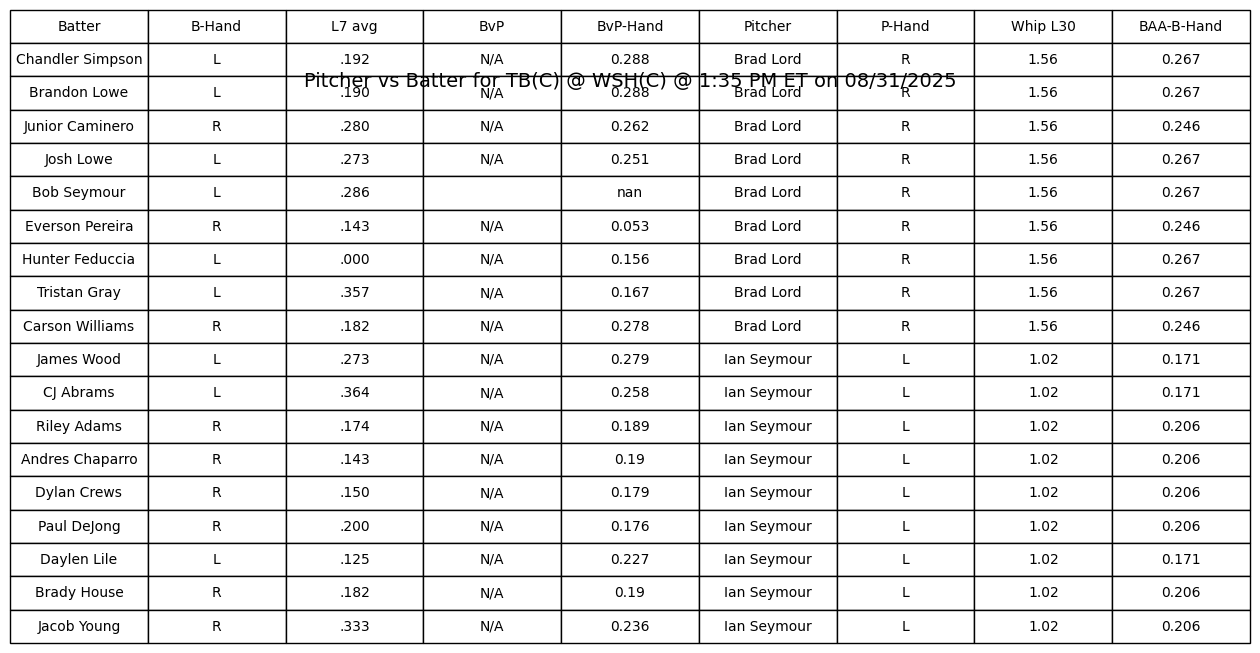 Batter B-Hand L7 avg BvP BvP-Hand Pitcher P-Hand Whip L30 BAA-B-Hand
Chandler Simpson L .192 N/A 0.288 Brad Lord R 1.56 0.267
Pitcher vs Batter for TB(C) @ WSH(C) @ 1:35 PM ET on 08/31/2025
Brandon Lowe L .190 N/A 0.288 Brad Lord R 1.56 0.267
Junior Caminero R .280 N/A 0.262 Brad Lord R 1.56 0.246
Josh Lowe L .273 N/A 0.251 Brad Lord R 1.56 0.267
Bob Seymour L .286 nan Brad Lord R 1.56 0.267
Everson Pereira R .143 N/A 0.053 Brad Lord R 1.56 0.246
Hunter Feduccia L .000 N/A 0.156 Brad Lord R 1.56 0.267
Tristan Gray L .357 N/A 0.167 Brad Lord R 1.56 0.267
Carson Williams R .182 N/A 0.278 Brad Lord R 1.56 0.246
James Wood L .273 N/A 0.279 Ian Seymour L 1.02 0.171
CJ Abrams L .364 N/A 0.258 Ian Seymour L 1.02 0.171
Riley Adams R .174 N/A 0.189 Ian Seymour L 1.02 0.206
Andres Chaparro R .143 N/A 0.19 Ian Seymour L 1.02 0.206
Dylan Crews R .150 N/A 0.179 Ian Seymour L 1.02 0.206
Paul DeJong R .200 N/A 0.176 Ian Seymour L 1.02 0.206
Daylen Lile L .125 N/A 0.227 Ian Seymour L 1.02 0.171
Brady House R .182 N/A 0.19 Ian Seymour L 1.02 0.206
Jacob Young R .333 N/A 0.236 Ian Seymour L 1.02 0.206